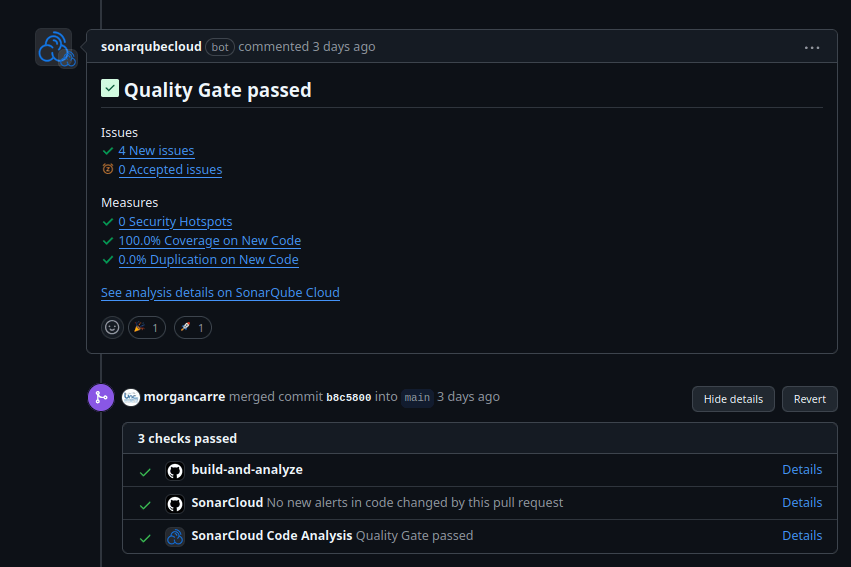 sonarqubecloud bot commented 3 days ago
Quality Gate passed
Issues
4 New issues
0 Accepted issues
Measures
0 Security Hotspots
100.0% Coverage on New Code
0.0% Duplication on New Code
See analysis details on SonarQube Cloud
1 1
morgancarre merged commit b8c5800 into main 3 days ago Hide details Revert
3 checks passed
build-and-analyze Details
SonarCloud No new alerts in code changed by this pull request Details
SonarCloud Code Analysis Quality Gate passed Details